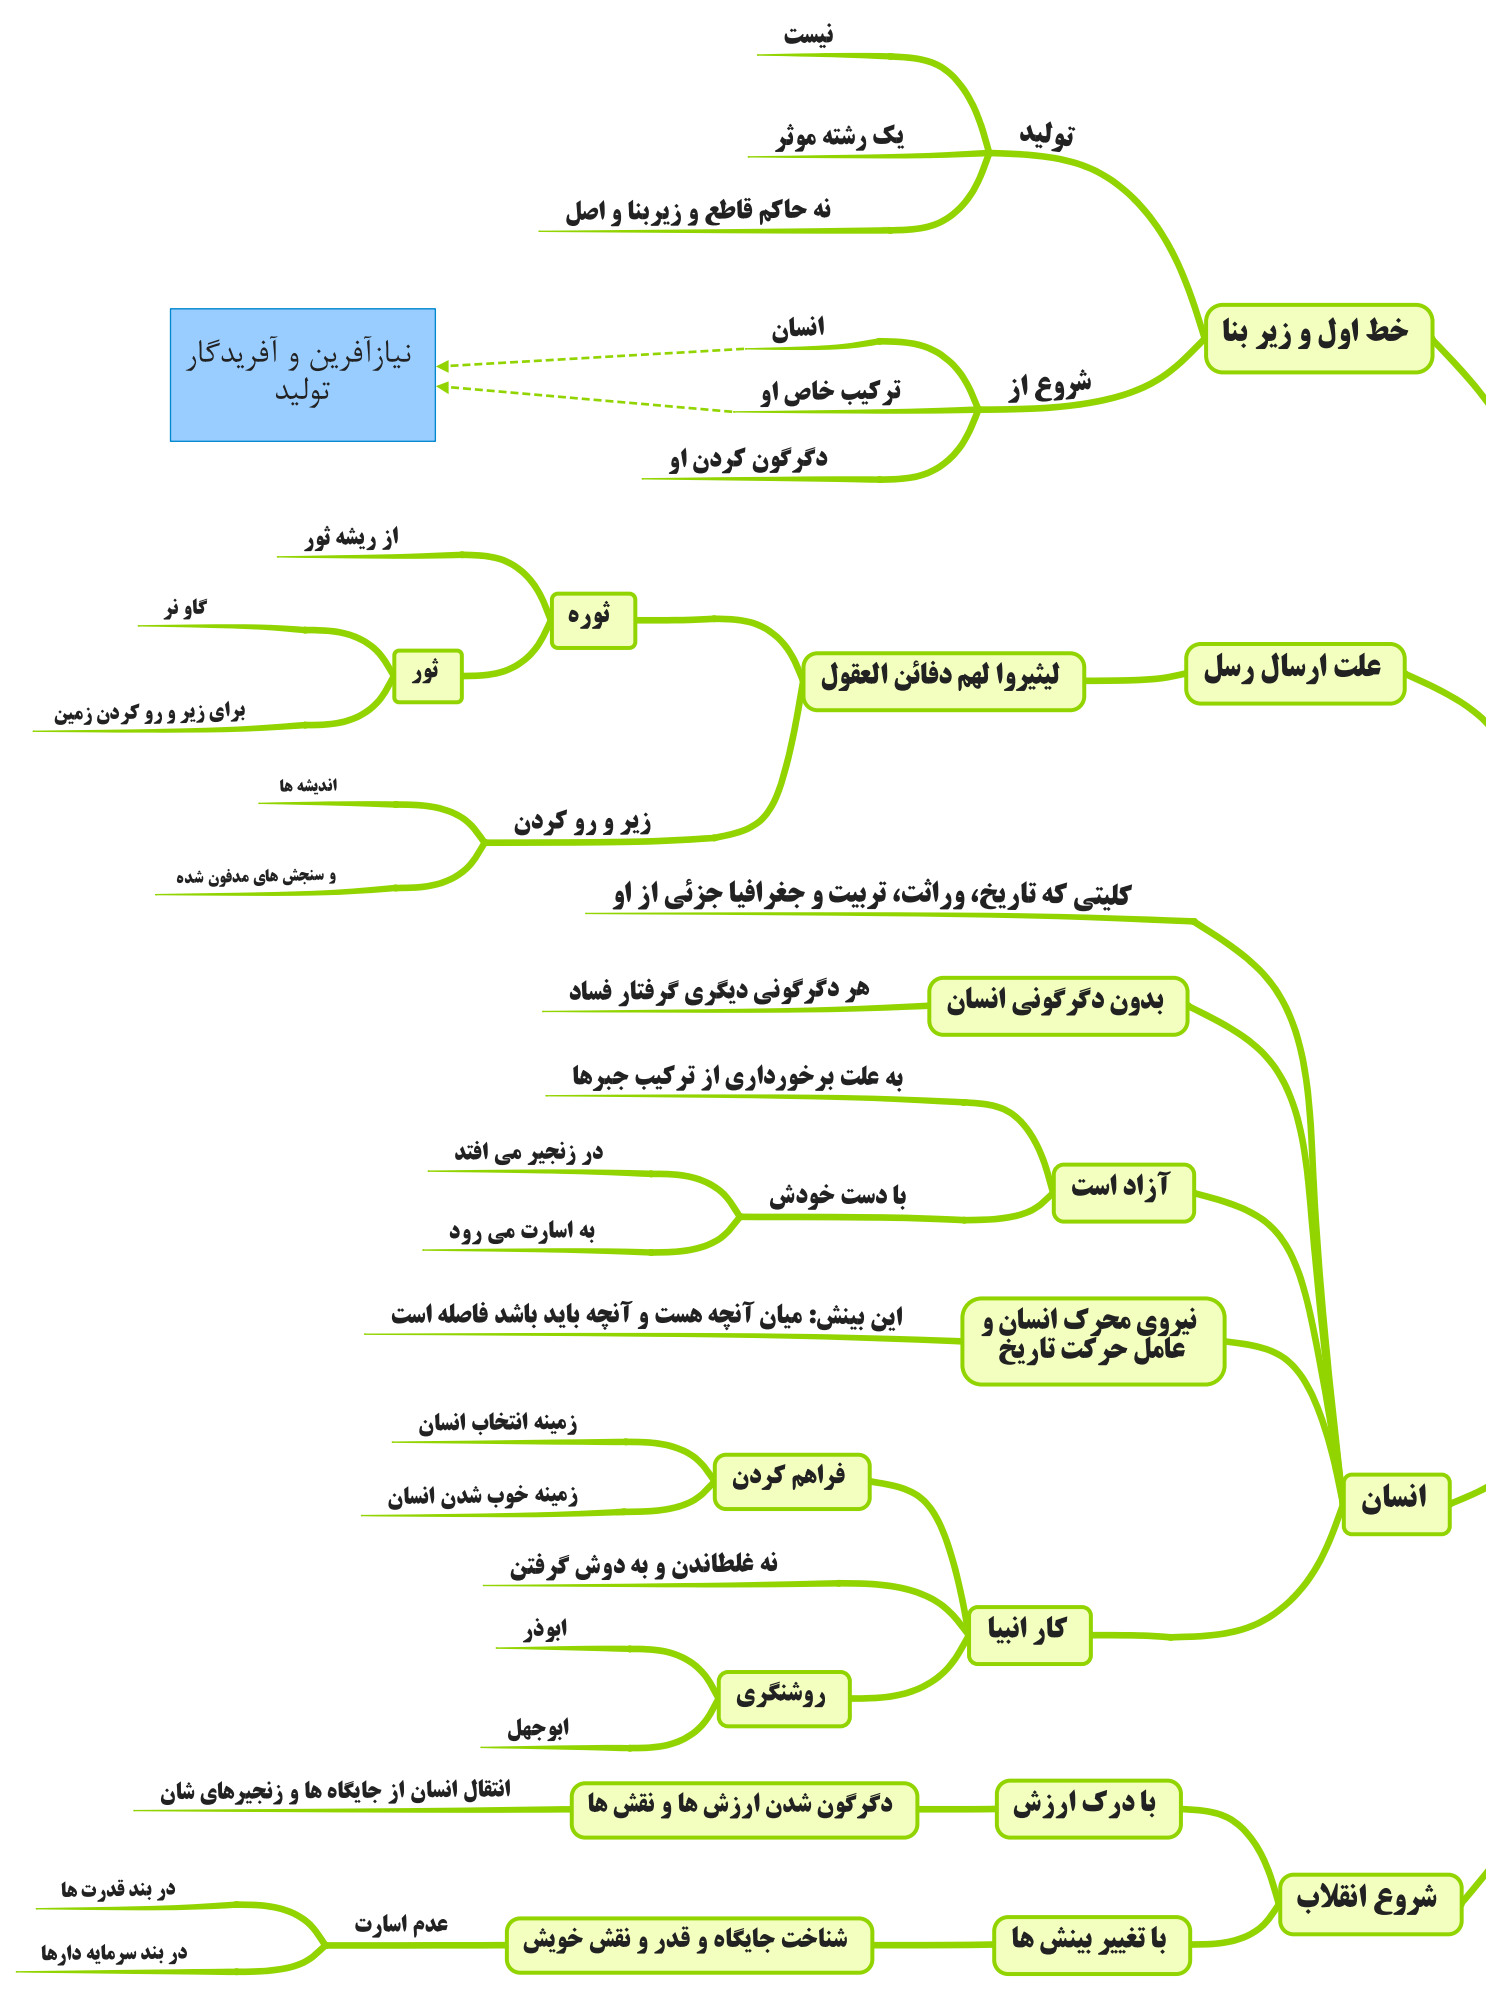 خط اول و زیر بنا
تولید
نیست
یک رشته موثر
نه حاکم قاطع و زیربنا و اصل
شروع از
انسان
ترکیب خاص او
دگرگون کردن او
نیازآفرین و آفریدگار
تولید
علت ارسال رسل
لیثیروا لهم دفائن العقول
ثوره
از ریشه ثور
ثور
گاو نر
برای زیر و رو کردن زمین
زیر و رو کردن
اندیشه ها
و سنجش های مدفون شده
انسان
کلیتی که تاریخ، وراثت، تربیت و جغرافیا جزئی از او
بدون دگرگونی انسان
هر دگرگونی دیگری گرفتار فساد
آزاد است
به علت برخورداری از ترکیب جبرها
با دست خودش
در زنجیر می افتد
به اسارت می رود
نیروی محرک انسان و
عامل حرکت تاریخ
این بینش: میان آنچه هست و آنچه باید باشد فاصله است
کار انبیا
فراهم کردن
زمینه انتخاب انسان
زمینه خوب شدن انسان
نه غلطاندن و به دوش گرفتن
روشنگری
ابوذر
ابوجهل
شروع انقلاب
با درک ارزش
دگرگون شدن ارزش ها و نقش ها
انتقال انسان از جایگاه ها و زنجیرهای شان
با تغییر بینش ها
شناخت جایگاه و قدر و نقش خویش
عدم اسارت
در بند قدرت ها
در بند سرمایه دارها